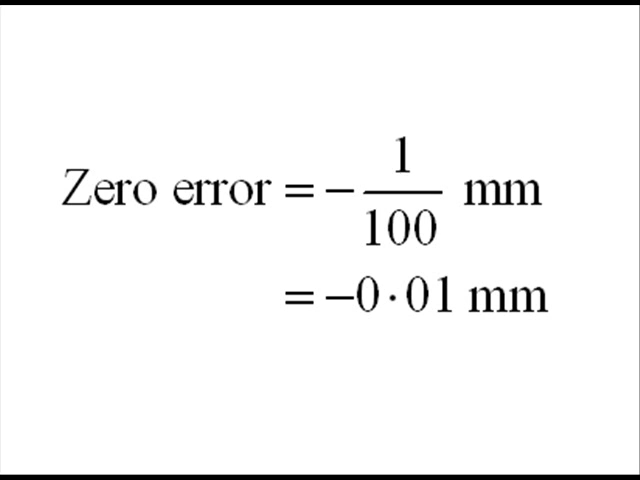 Zero error = −1/100 mm
= −0·01 mm